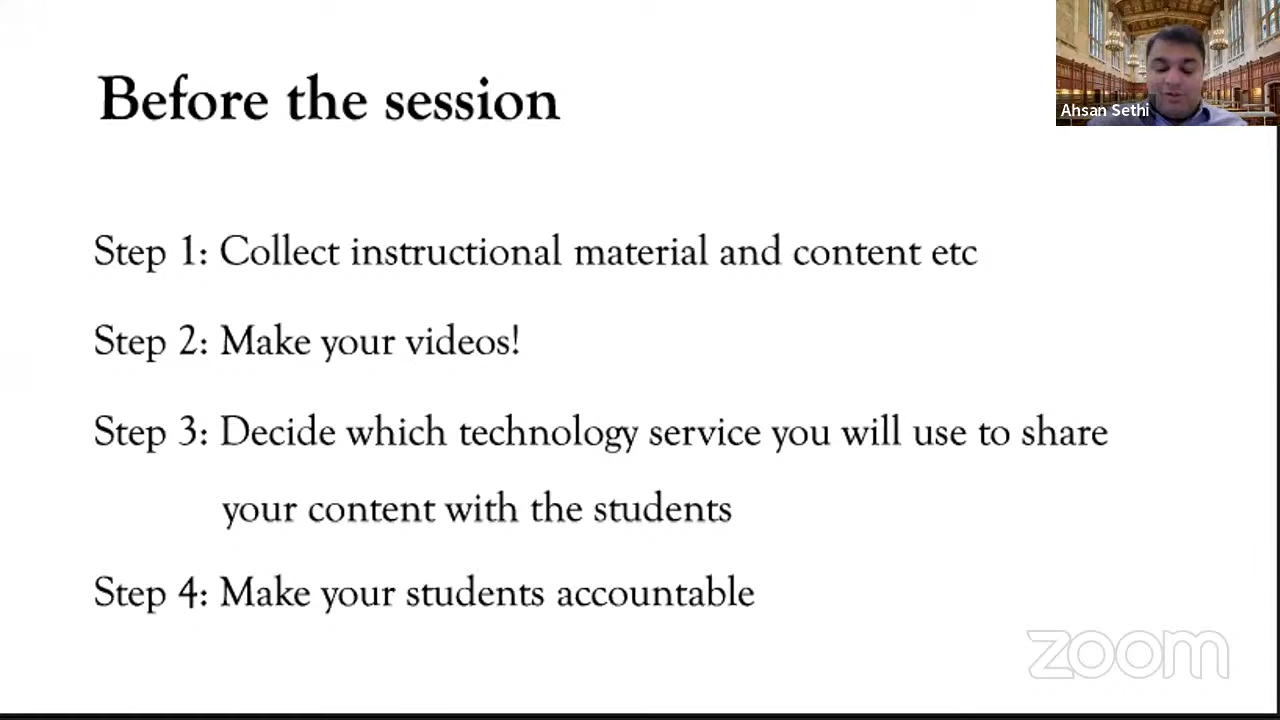 Before the session
Ahsan Sethi
Step 1: Collect instructional material and content etc
Step 2: Make your videos!
Step 3: Decide which technology service you will use to share
your content with the students
Step 4: Make your students accountable
zoom